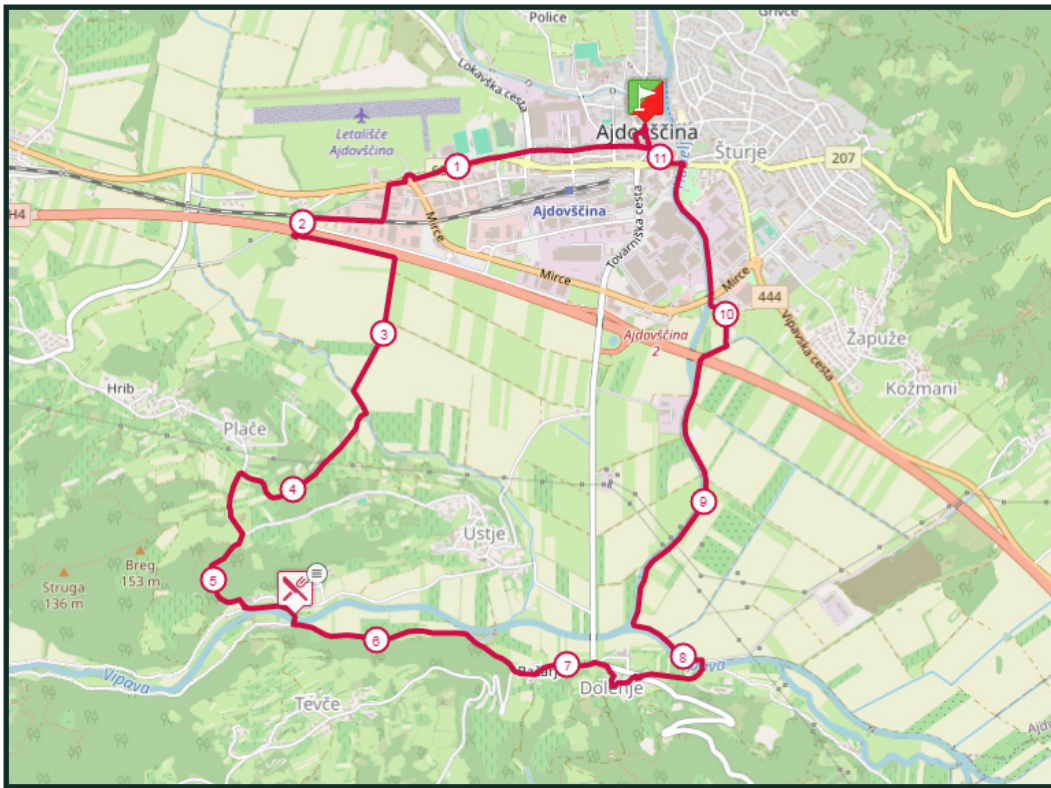 Police
Grivče
Lokavška cesta
Letališče
Ajdovščina
Ajdovščina
Šturje
207
1
11
H4
2
Mirce
Ajdovščina
Tovarniška cesta
Mirce
Mirce
444
10
Vipavska cesta
Ajdovščina
2
3
Žapuže
Kožmani
Hrib
Plače
4
9
Ustje
Breg
153 m
Struga
136 m
5
6
8
7
Dolenje
Vipava
Tevče